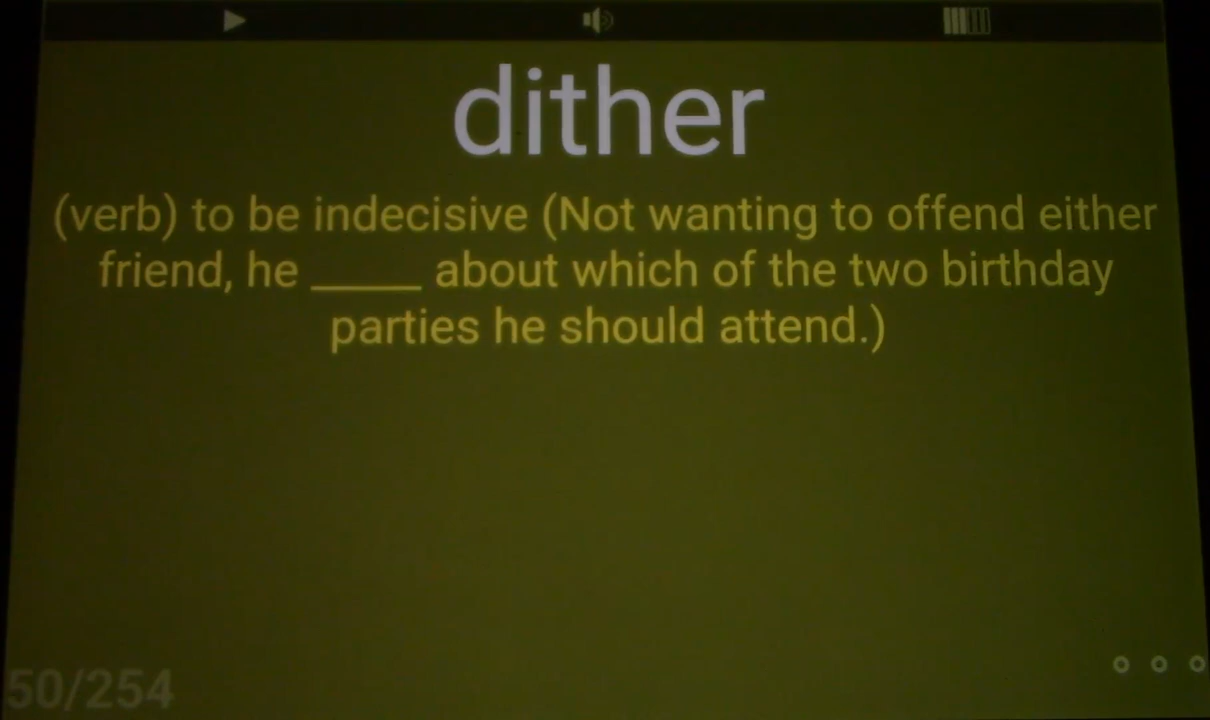 dither
(verb) to be indecisive (Not wanting to offend either
friend, he _____ about which of the two birthday
parties he should attend.)
50/254